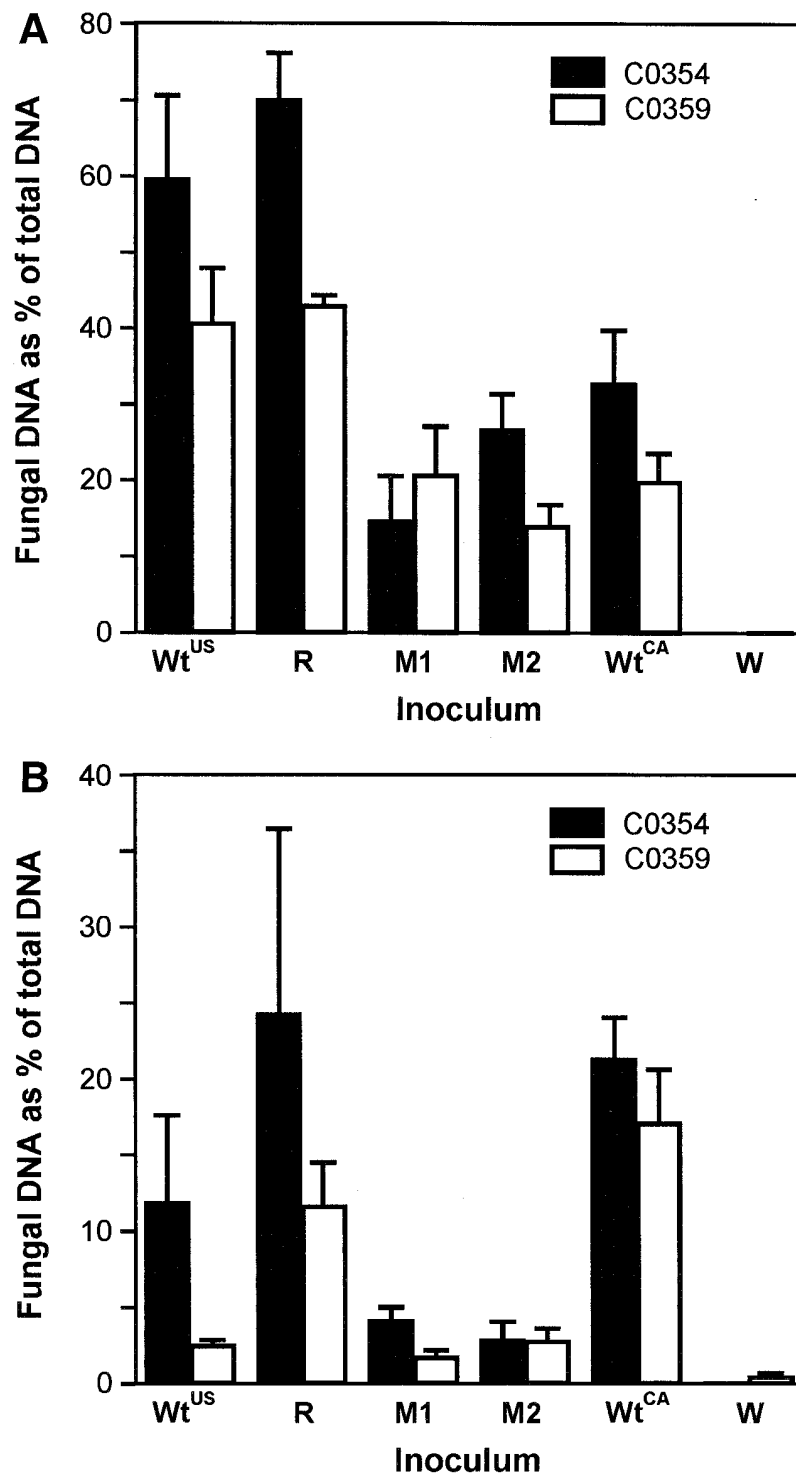 A
Fungal DNA as % of total DNA
80
60
40
20
0
C0354
C0359
Wt^US R M1 M2 Wt^CA W
Inoculum
B
Fungal DNA as % of total DNA
40
30
20
10
0
C0354
C0359
Wt^US R M1 M2 Wt^CA W
Inoculum